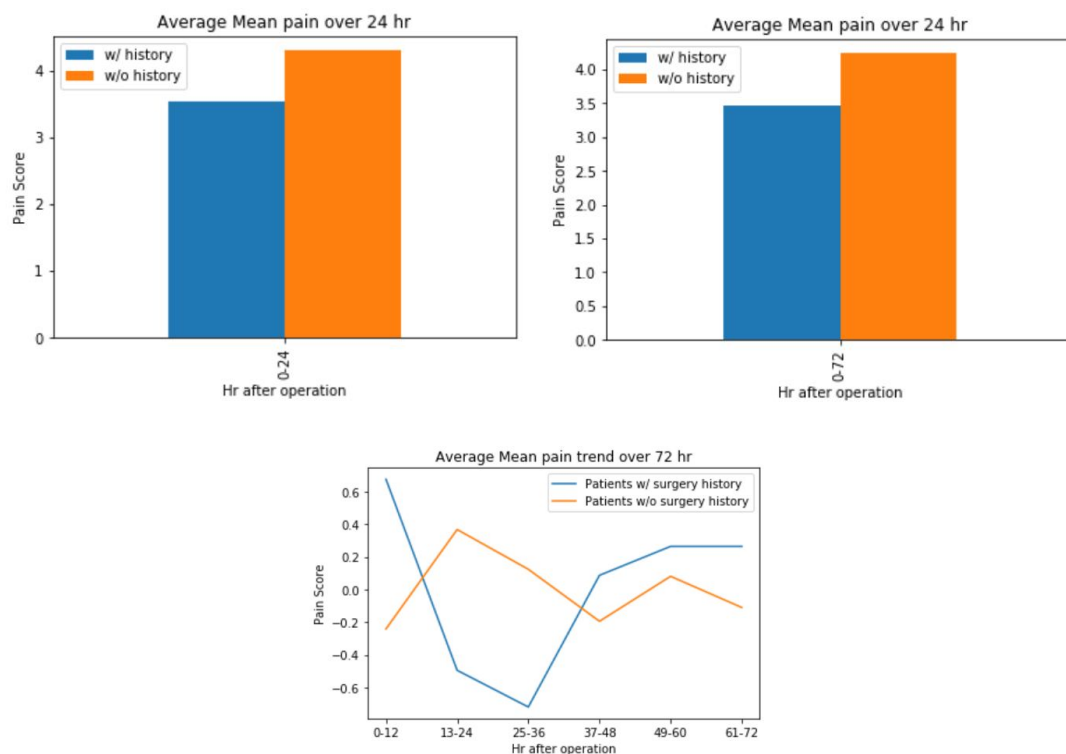 Average Mean pain over 24 hr
w/ history
w/o history
4
3
2
1
0
Pain Score
0-24
Hr after operation
Average Mean pain over 24 hr
w/ history
w/o history
4.0
3.5
3.0
2.5
2.0
1.5
1.0
0.5
0.0
Pain Score
0-72
Hr after operation
Average Mean pain trend over 72 hr
Patients w/ surgery history
Patients w/o surgery history
0.6
0.4
0.2
0.0
−0.2
−0.4
−0.6
Pain Score
0-12 13-24 25-36 37-48 49-60 61-72
Hr after operation